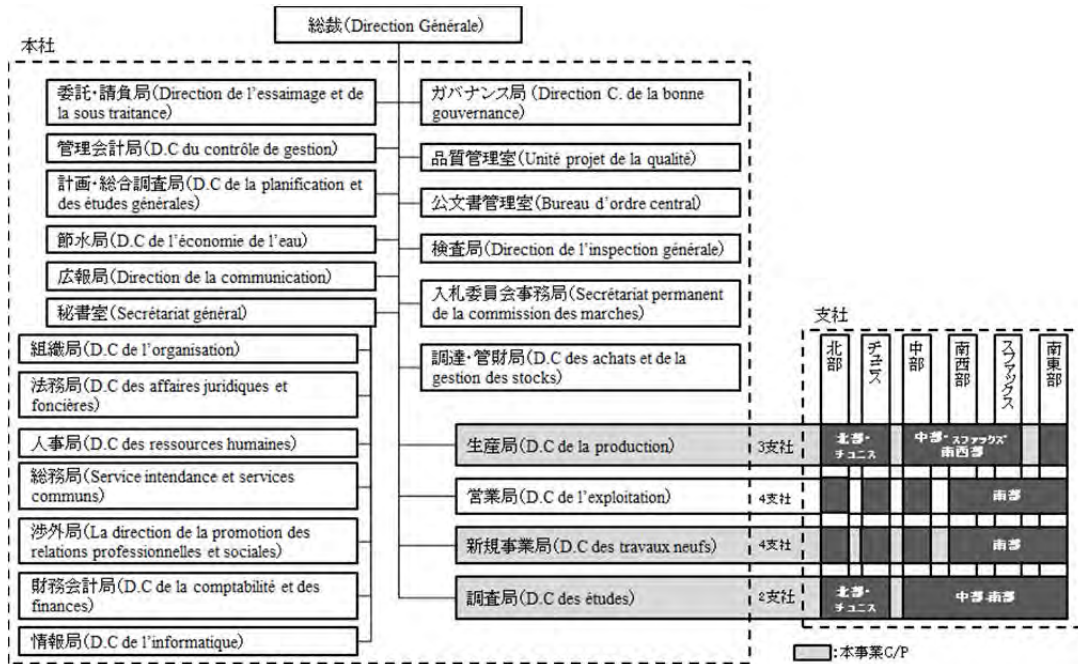 総裁(Direction Générale)
本社
委託・請負局(Direction de l'essaimage et de
la sous traitance)
管理会計局(D.C du contrôle de gestion)
計画・総合調査局(D.C de la planification et
des études générales)
節水局(D.C de l'économie de l'eau)
広報局(Direction de la communication)
秘書室(Secrétariat général)
組織局(D.C de l'organisation)
法務局(D.C des affaires juridiques et
foncières)
人事局(D.C des ressources humaines)
総務局(Service intendance et services
communs)
渉外局(La direction de la promotion des
relations professionnelles et sociales)
財務会計局(D.C de la comptabilité et des
finances)
情報局(D.C de l'informatique)
ガバナンス局 (Direction C. de la bonne
gouvernance)
品質管理室(Unité projet de la qualité)
公文書管理室(Bureau d'ordre central)
検査局(Direction de l'inspection générale)
入札委員会事務局(Secrétariat permanent
de la commission des marches)
調達・管財局(D.C des achats et de la
gestion des stocks)
支社
北部
チュニス
中部
南西部
スファックス
南東部
生産局(D.C de la production)
3支社
北部・
チュニス
中部・スファックス・
南西部
営業局(D.C de l'exploitation)
4支社
南部
新規事業局(D.C des travaux neufs)
4支社
南部
調査局(D.C des études)
2支社
北部・
チュニス
中部・南部
:本事業C/P